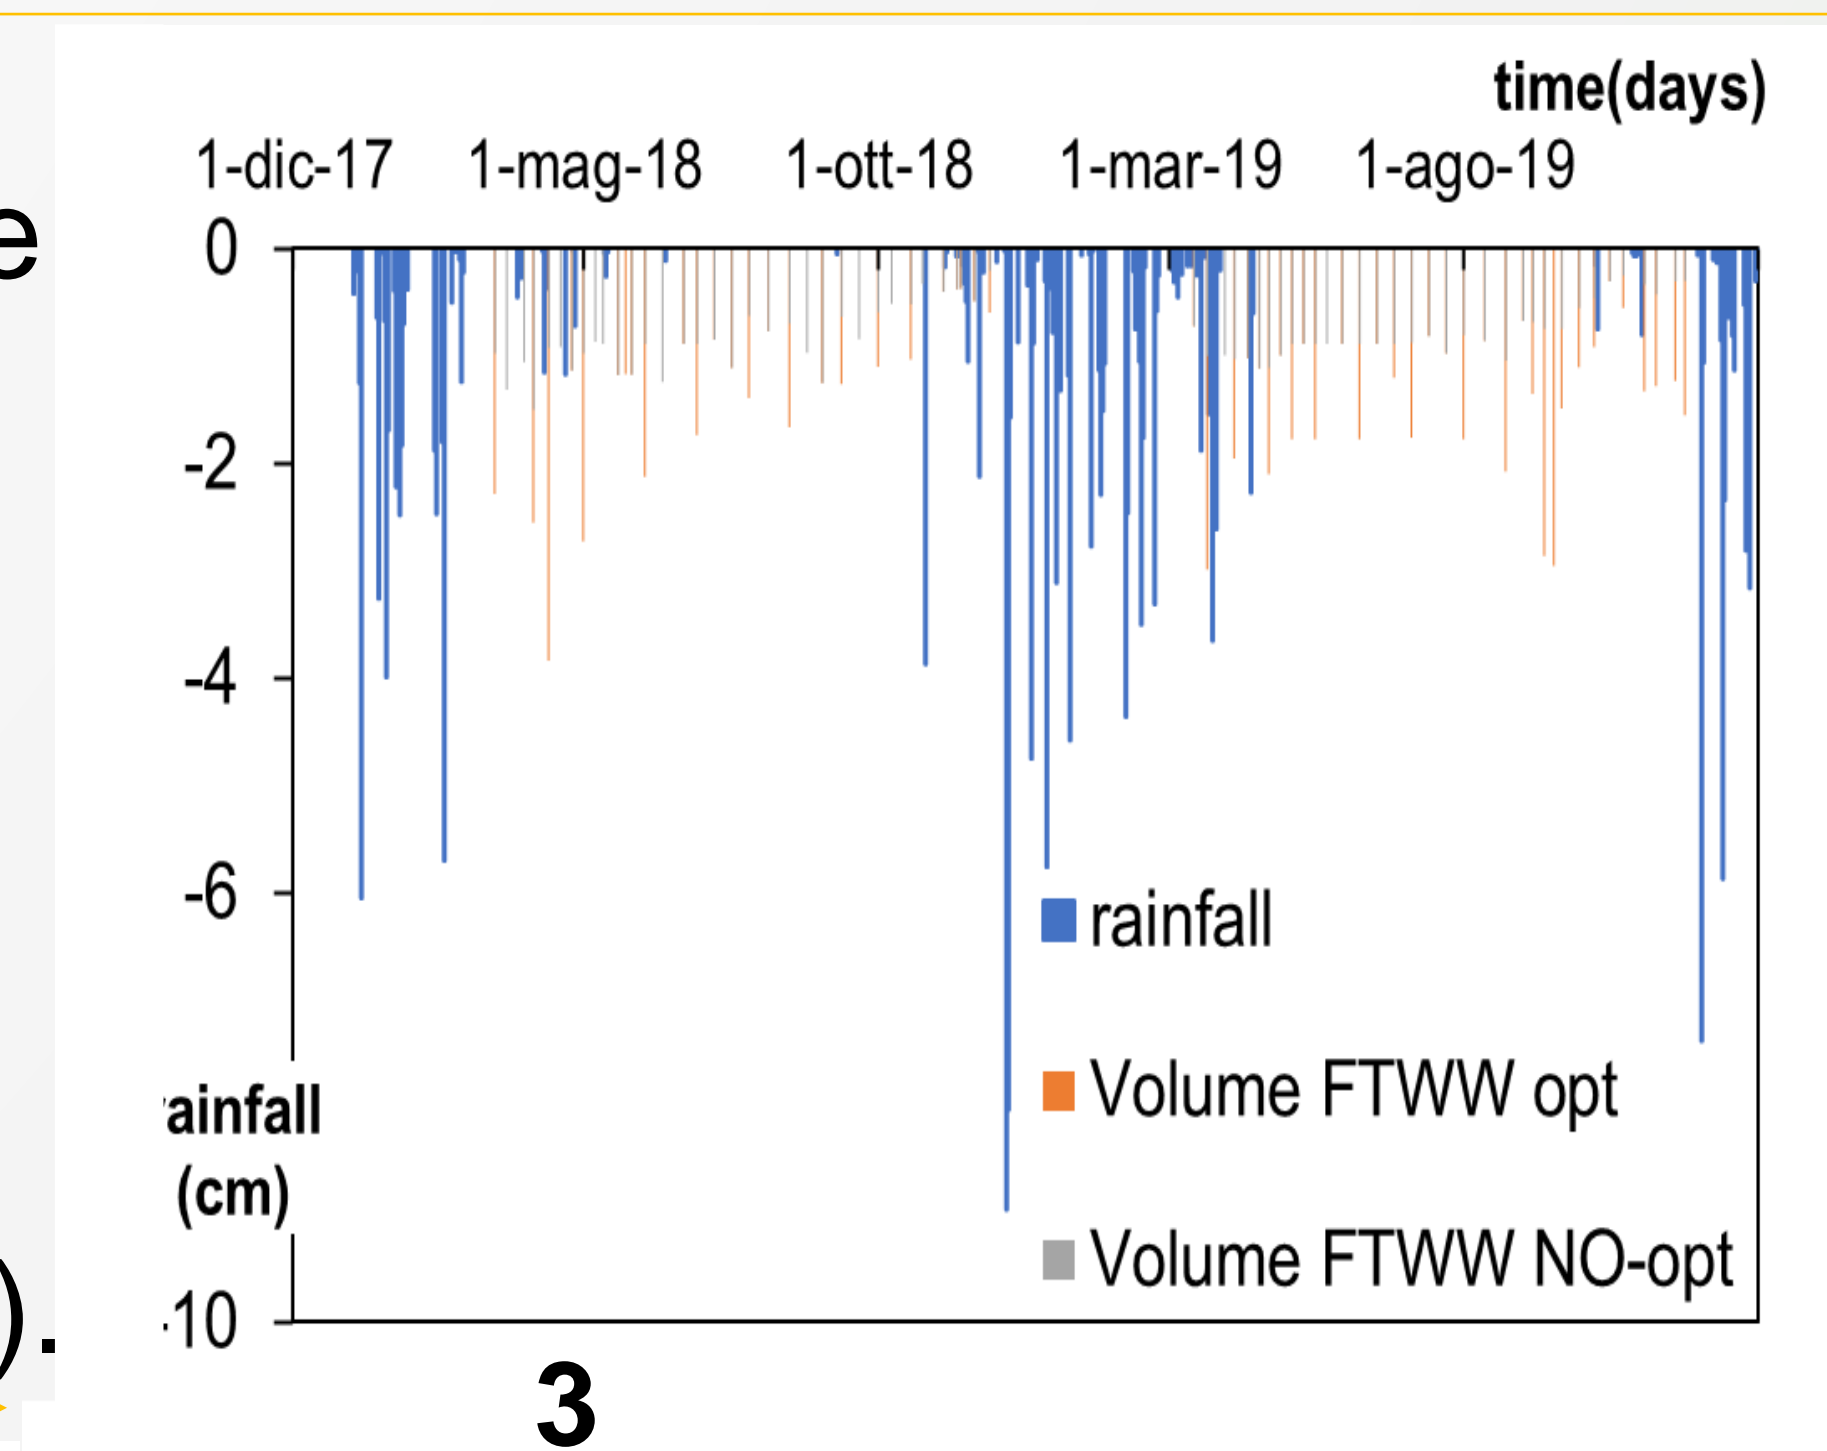 time(days)
1-dic-17 1-mag-18 1-ott-18 1-mar-19 1-ago-19
e
0
-2
-4
-6
rainfall
Volume FTWW opt
ainfall
(cm)
Volume FTWW NO-opt
-10
).
3